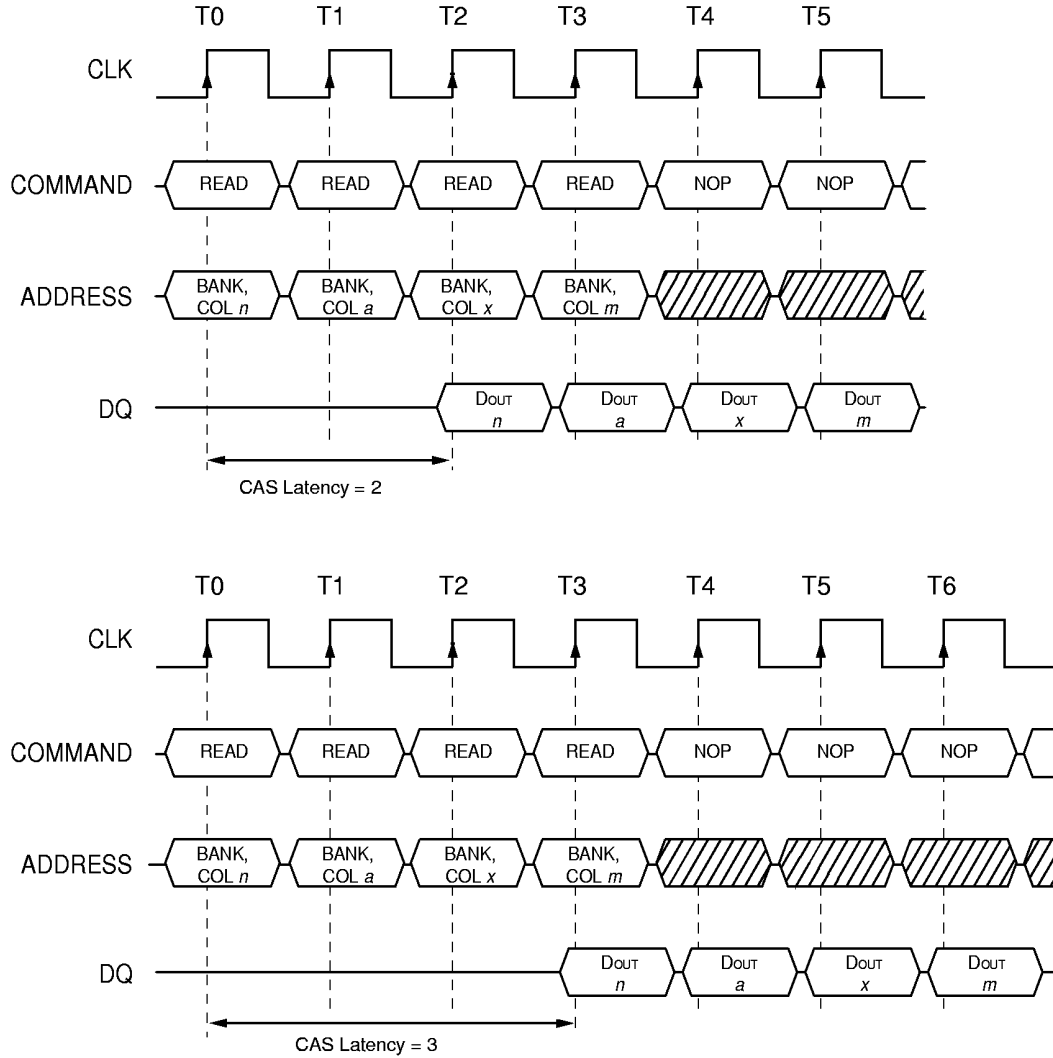 T0 T1 T2 T3 T4 T5
CLK
COMMAND READ READ READ READ NOP NOP
ADDRESS BANK, BANK, BANK, BANK,
COL n COL a COL x COL m
DQ DOUT DOUT DOUT DOUT
n a x m
CAS Latency = 2
T0 T1 T2 T3 T4 T5 T6
CLK
COMMAND READ READ READ READ NOP NOP NOP
ADDRESS BANK, BANK, BANK, BANK,
COL n COL a COL x COL m
DQ DOUT DOUT DOUT DOUT
n a x m
CAS Latency = 3